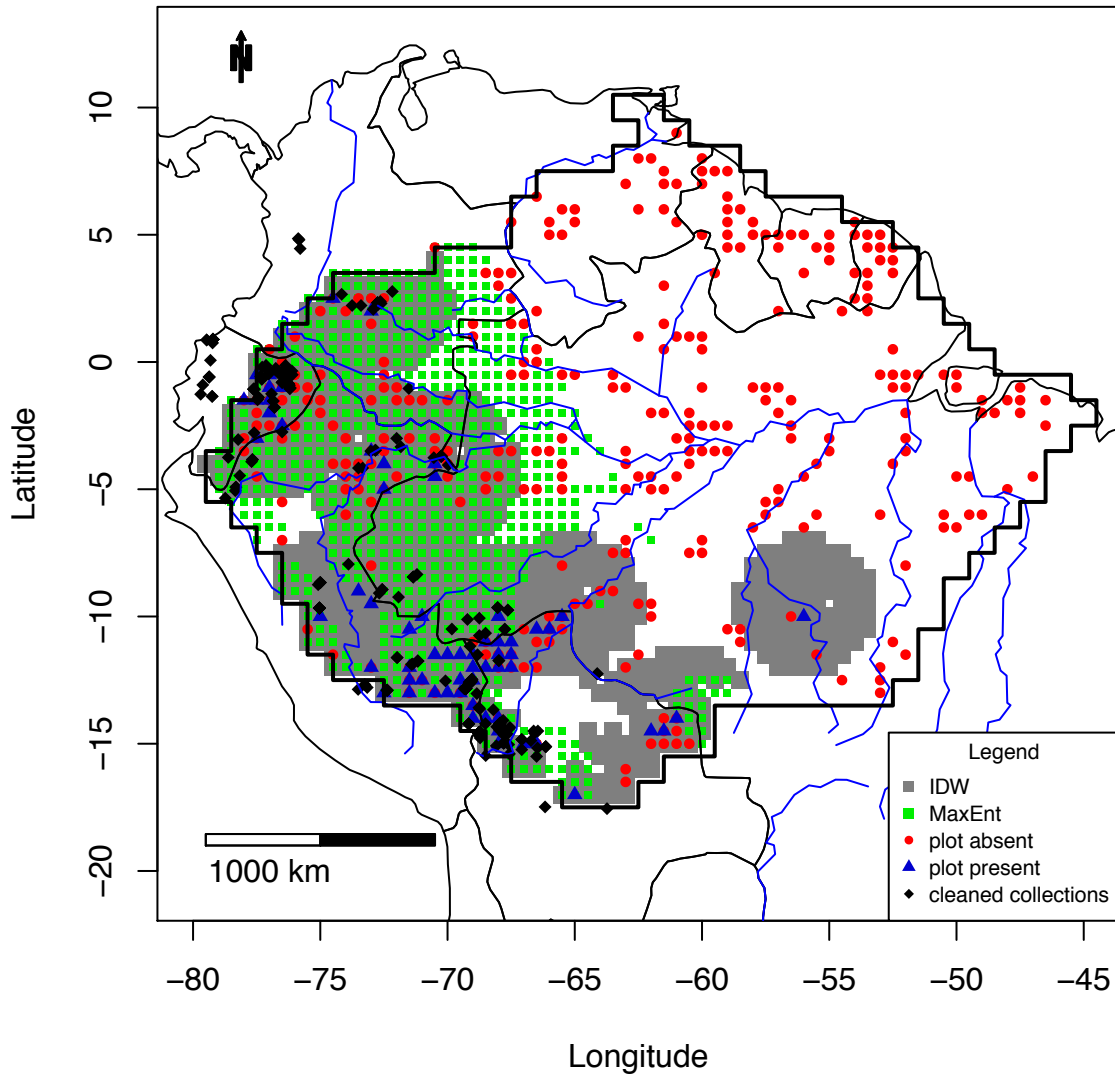 N
Latitude
10
5
0
−5
−10
−15
−20
1000 km
Legend
IDW
MaxEnt
plot absent
plot present
cleaned collections
−80 −75 −70 −65 −60 −55 −50 −45
Longitude